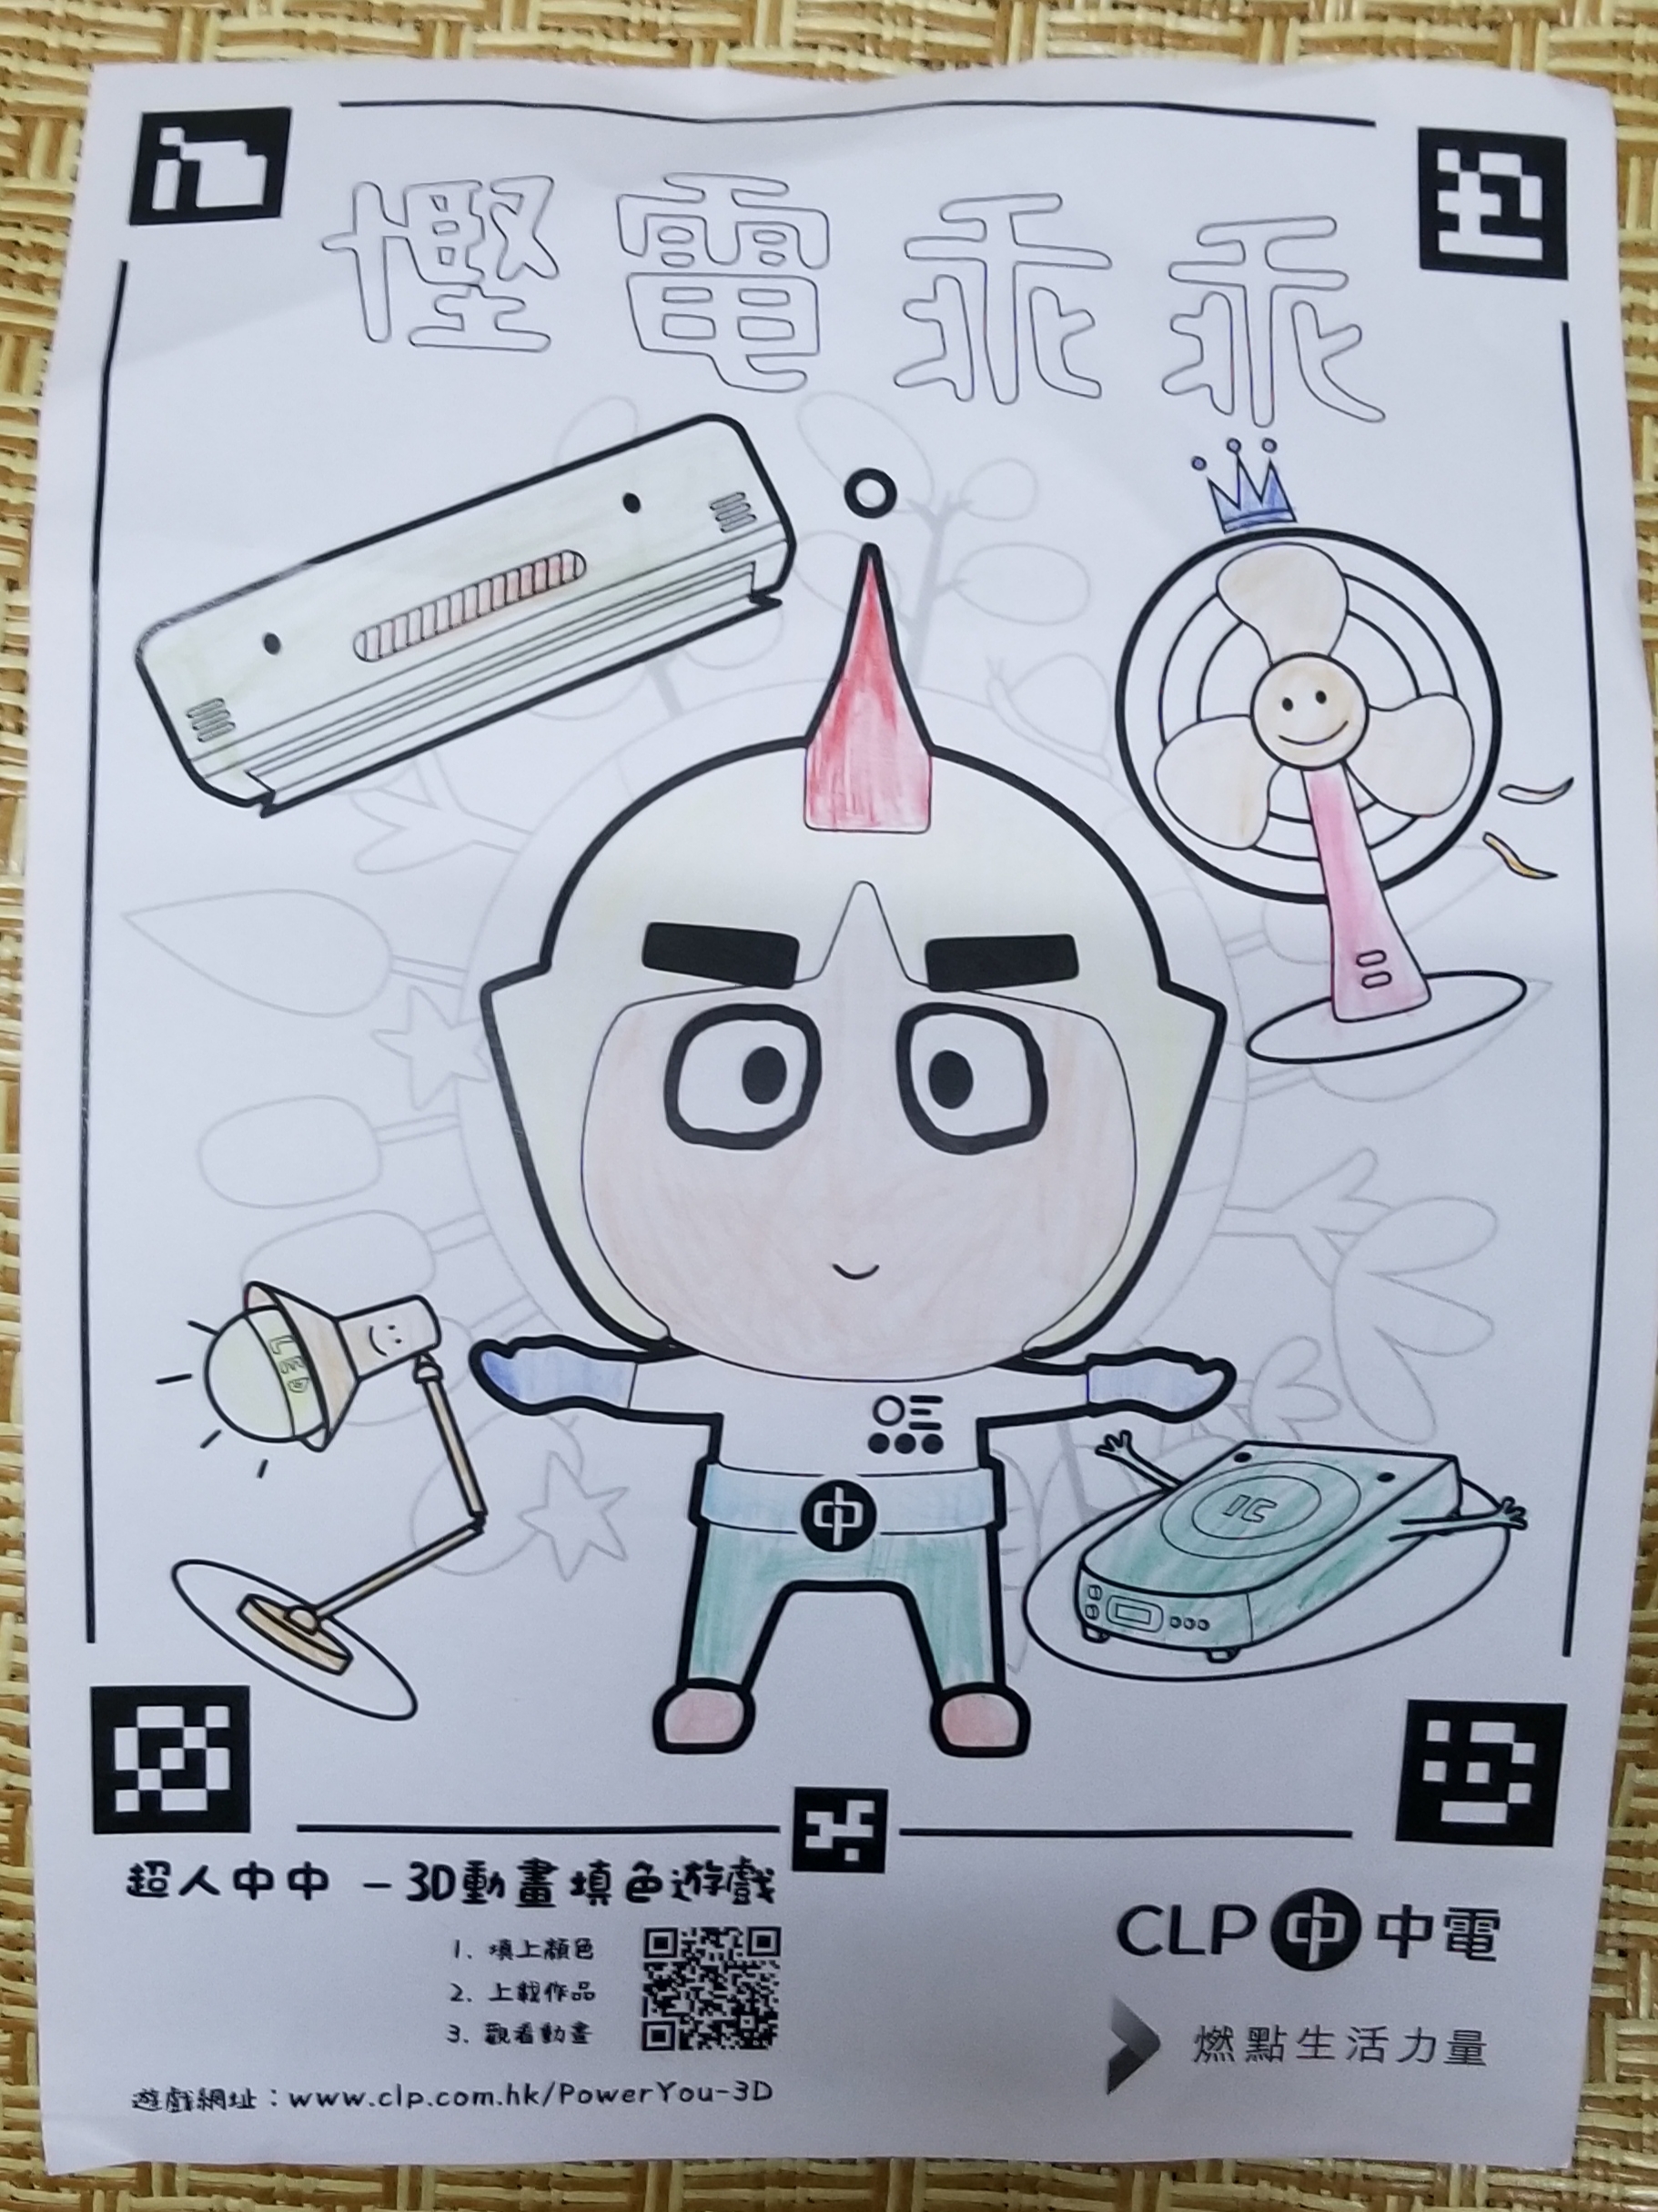 慳電乖乖
LED
IC
中
超人中中 - 3D動畫填色遊戲
1. 填上顏色
2. 上載作品
3. 觀看動畫
遊戲網址：www.clp.com.hk/PowerYou-3D
CLP 中 中電
燃點生活力量